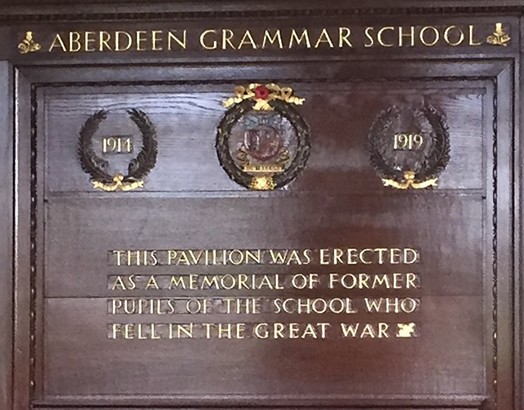 ABERDEEN GRAMMAR SCHOOL
1914
1919
THIS PAVILION WAS ERECTED
AS A MEMORIAL OF FORMER
PUPILS OF THE SCHOOL WHO
FELL IN THE GREAT WAR